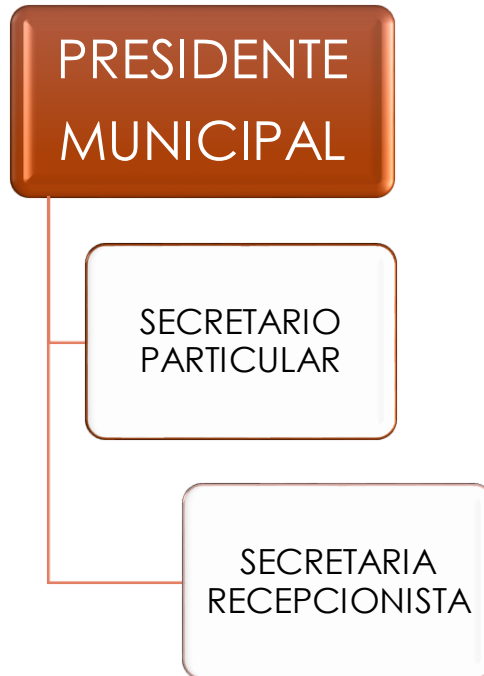 PRESIDENTE
MUNICIPAL
SECRETARIO
PARTICULAR
SECRETARIA
RECEPCIONISTA